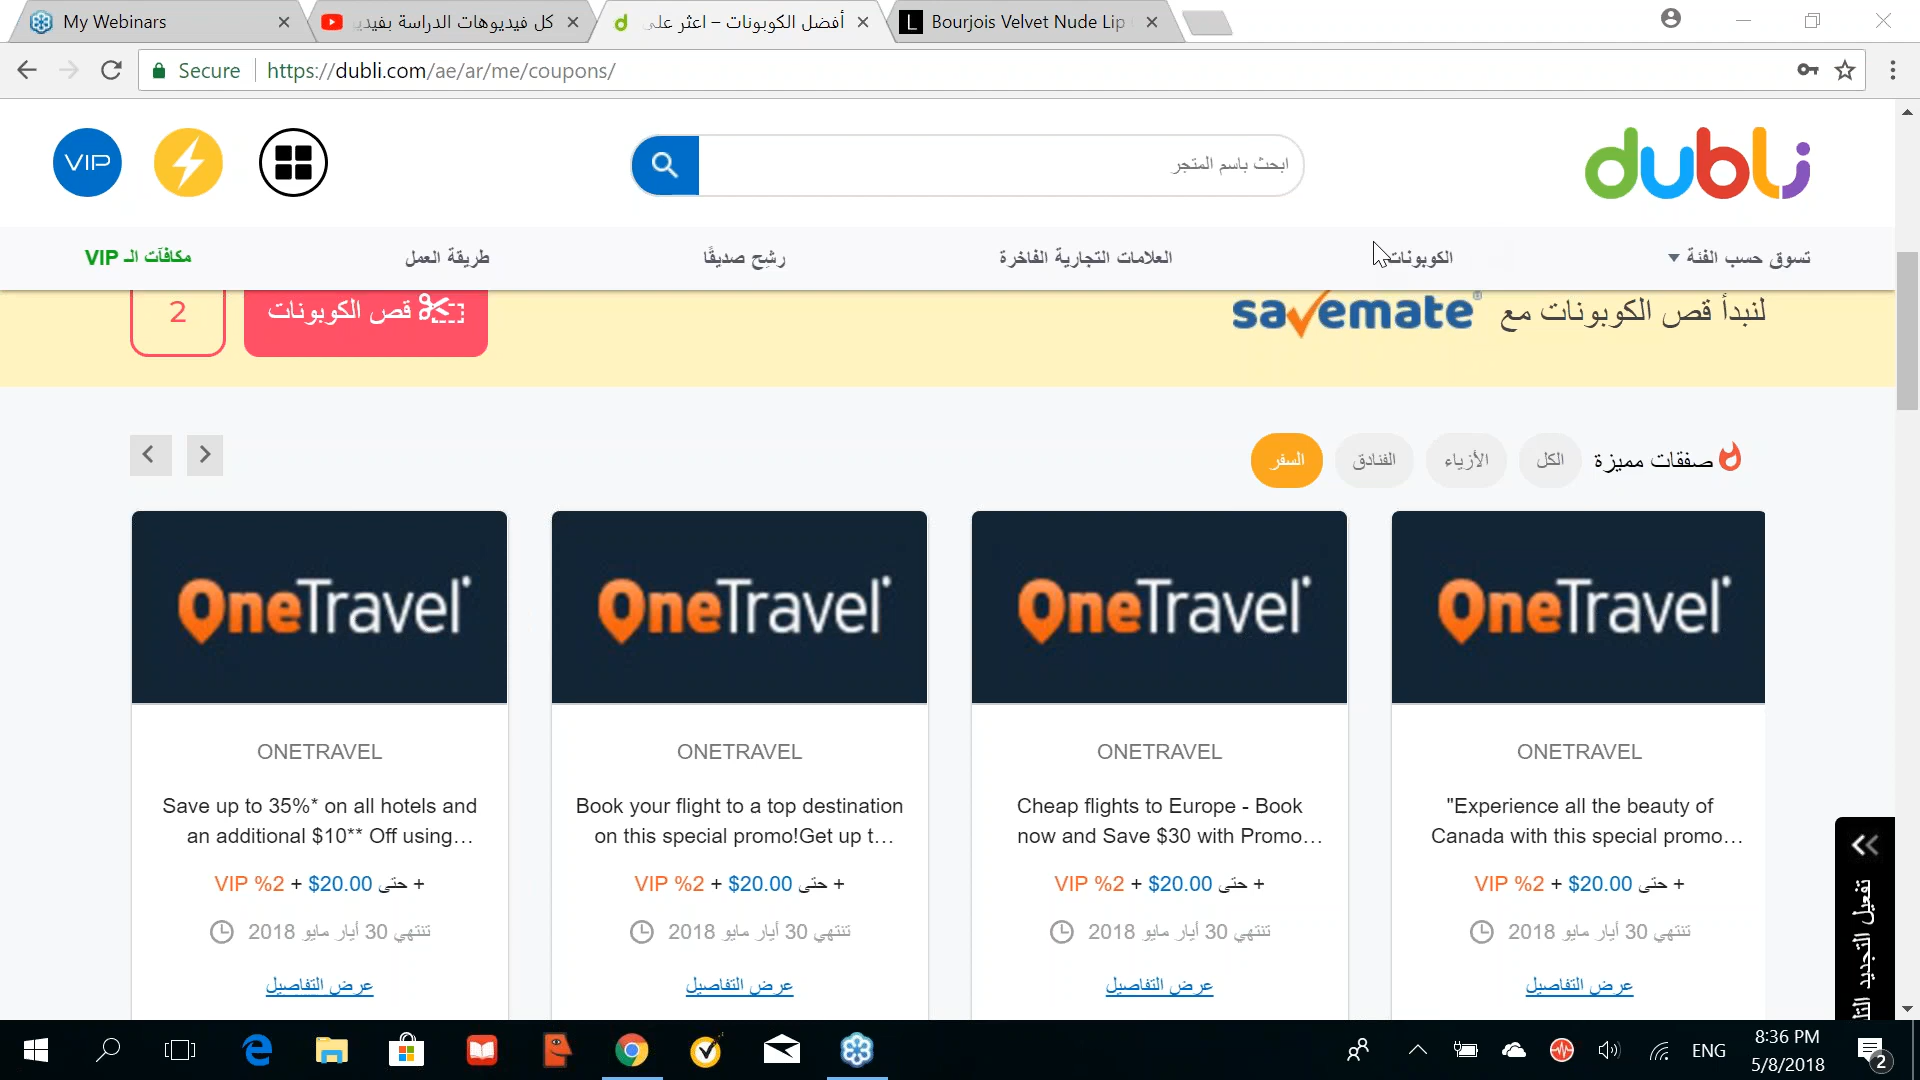 My Webinars
كل فيديوهات الدراسة بفيديو
أفضل الكوبونات – اعثر على
Bourjois Velvet Nude Lip
Secure
https://dubli.com/ae/ar/me/coupons/
VIP
ابحث باسم المتجر
dubli
تسوق حسب الفئة
الكوبونات
العلامات التجارية الفاخرة
رشِح صديقًا
طريقة العمل
مكافآت الـ VIP
لنبدأ قص الكوبونات مع savemate®
قص الكوبونات
2
صفقات مميزة
الكل
الأزياء
الفنادق
السفر
OneTravel
OneTravel
OneTravel
OneTravel
ONETRAVEL
Save up to 35%* on all hotels and
an additional $10** Off using...
+ حتى $20.00 + 2% VIP
تنتهي 30 أيار مايو 2018
عرض التفاصيل
ONETRAVEL
Book your flight to a top destination
on this special promo!Get up t...
+ حتى $20.00 + 2% VIP
تنتهي 30 أيار مايو 2018
عرض التفاصيل
ONETRAVEL
Cheap flights to Europe - Book
now and Save $30 with Promo...
+ حتى $20.00 + 2% VIP
تنتهي 30 أيار مايو 2018
عرض التفاصيل
ONETRAVEL
"Experience all the beauty of
Canada with this special promo...
+ حتى $20.00 + 2% VIP
تنتهي 30 أيار مايو 2018
عرض التفاصيل
تفعيل التجديد
ENG
8:36 PM
5/8/2018
2